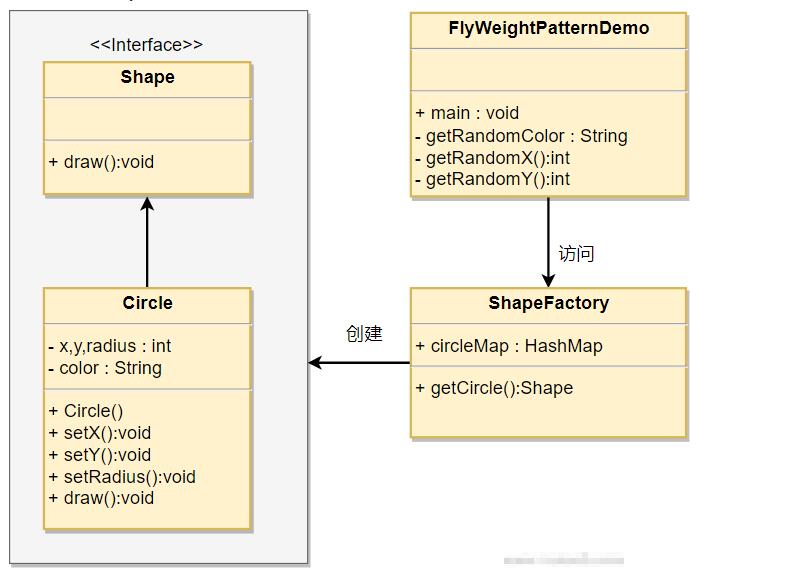 <<Interface>>
Shape
+ draw():void
Circle
- x,y,radius : int
- color : String
+ Circle()
+ setX():void
+ setY():void
+ setRadius():void
+ draw():void
FlyWeightPatternDemo
+ main : void
- getRandomColor : String
- getRandomX():int
- getRandomY():int
访问
ShapeFactory
+ circleMap : HashMap
+ getCircle():Shape
创建